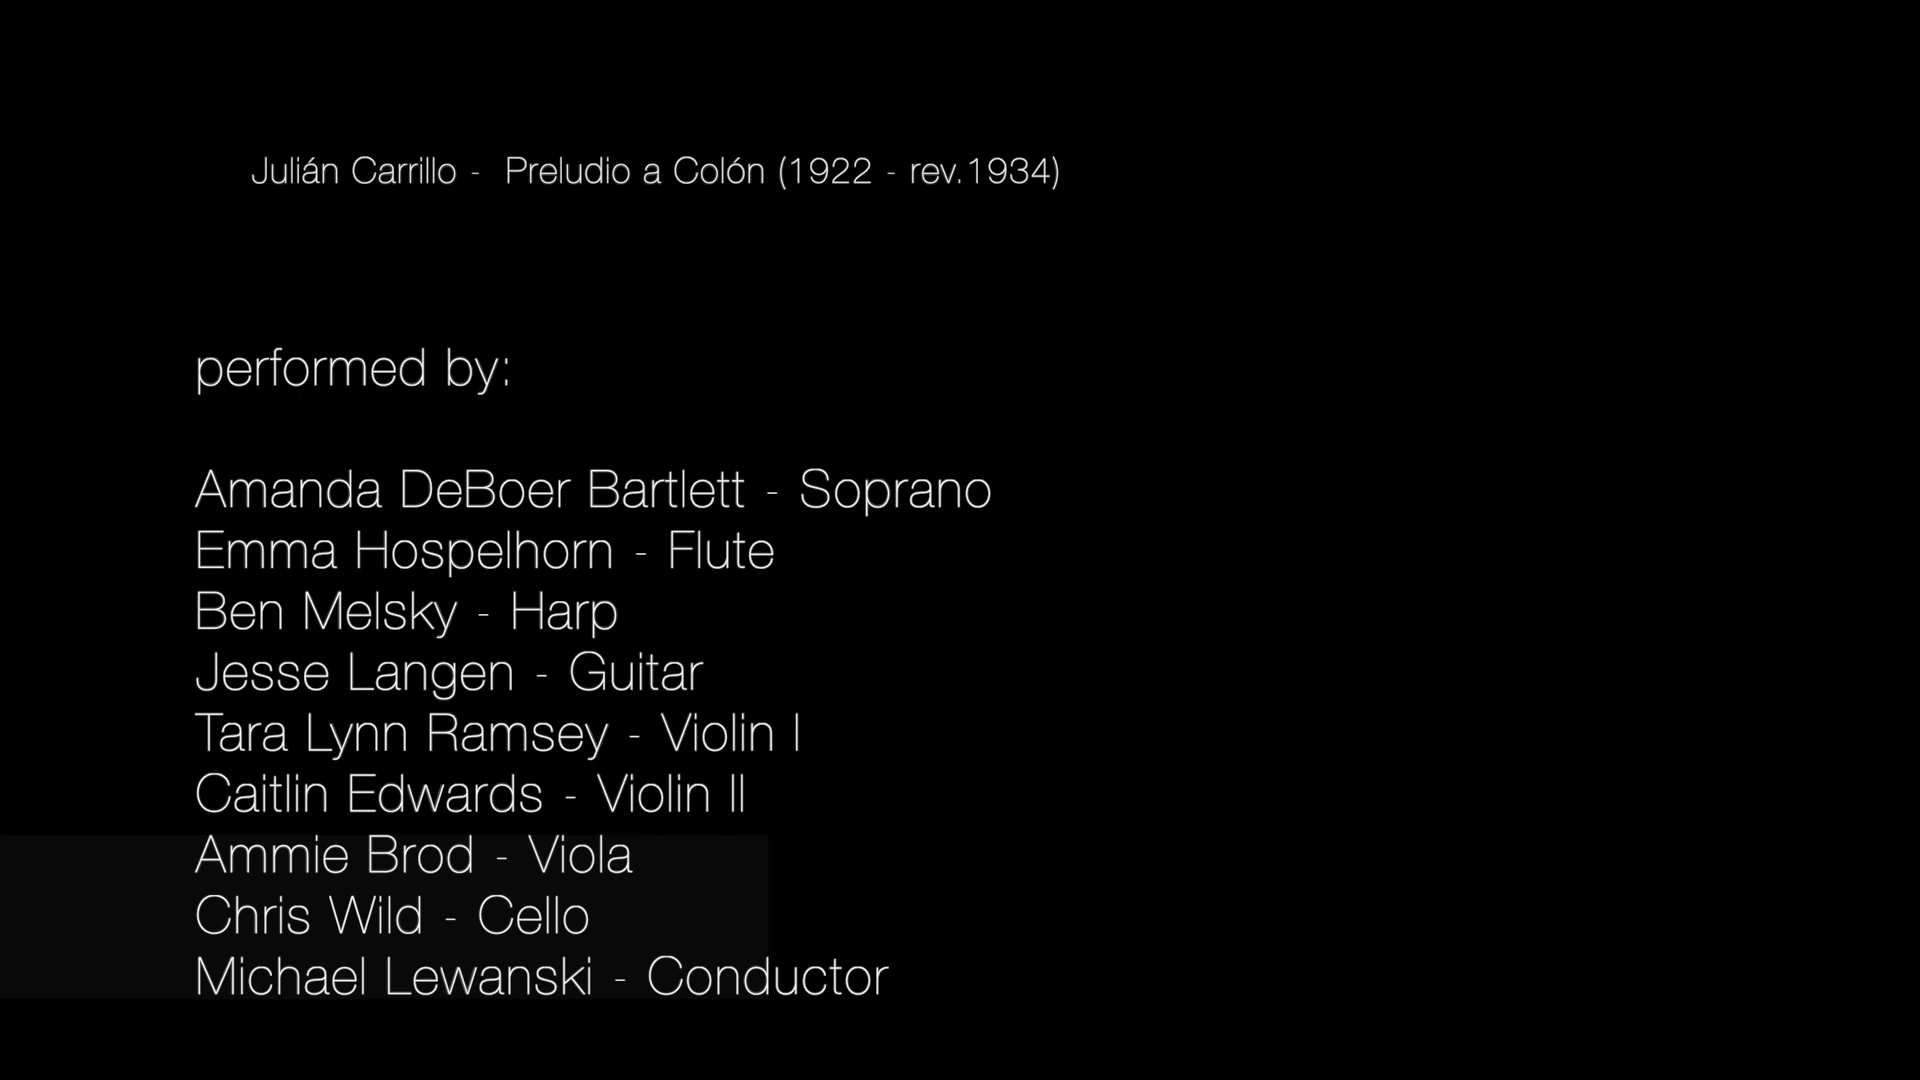 Julián Carrillo -  Preludio a Colón (1922 - rev.1934)
performed by:
Amanda DeBoer Bartlett - Soprano
Emma Hospelhorn - Flute
Ben Melsky - Harp
Jesse Langen - Guitar
Tara Lynn Ramsey - Violin I
Caitlin Edwards - Violin II
Ammie Brod - Viola
Chris Wild - Cello
Michael Lewanski - Conductor